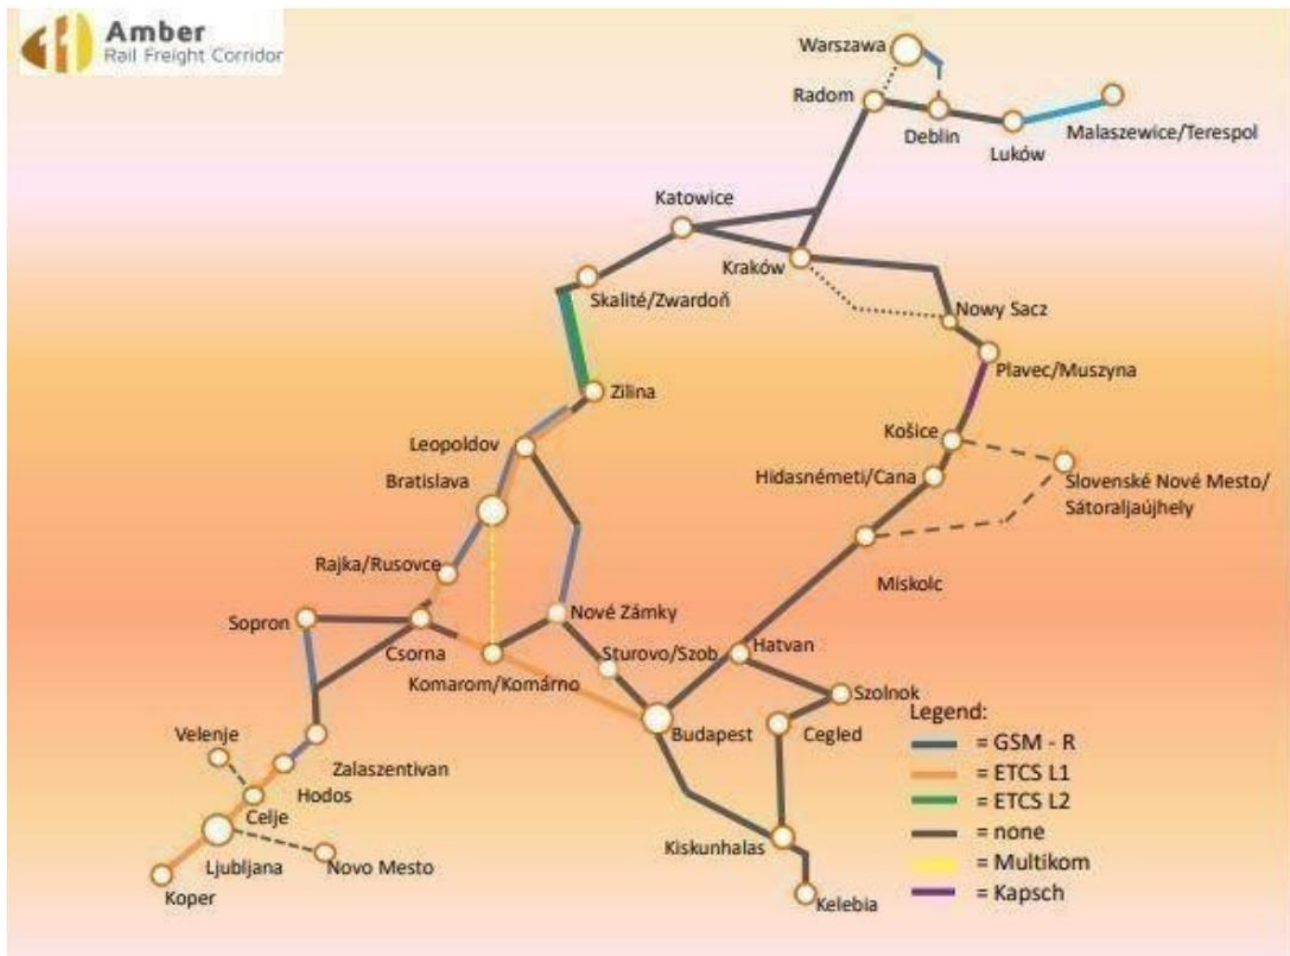 Amber
Rail Freight Corridor
Warszawa
Radom
Deblin
Luków
Malaszewice/Terespol
Katowice
Kraków
Skalité/Zwardoň
Nowy Sacz
Plavec/Muszyna
Zilina
Leopoldov
Košice
Bratislava
Hidasnémeti/Cana
Slovenské Nové Mesto/
Sátoraljaújhely
Rajka/Rusovce
Miskolc
Sopron
Nové Zámky
Csorna
Sturovo/Szob
Hatvan
Komarom/Komárno
Szolnok
Velenje
Budapest
Cegled
Zalaszentivan
Hodos
Celje
Ljubljana
Novo Mesto
Koper
Kiskunhalas
Kelebia
Legend:
= GSM - R
= ETCS L1
= ETCS L2
= none
= Multikom
= Kapsch